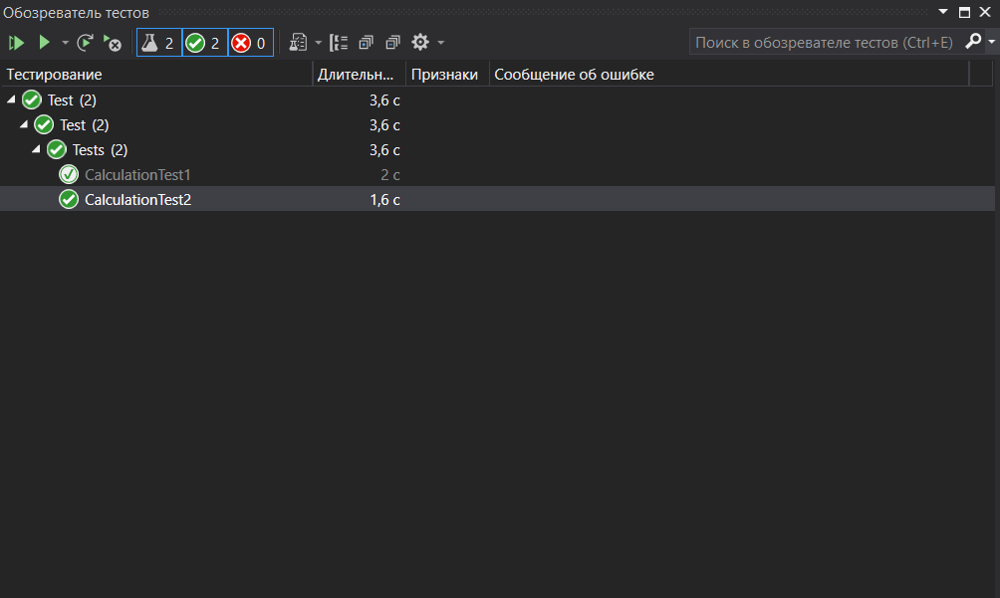 Обозреватель тестов
2 2 0 Поиск в обозревателе тестов (Ctrl+E)
Тестирование Длительн... Признаки Сообщение об ошибке
Test (2) 3,6 с
Test (2) 3,6 с
Tests (2) 3,6 с
CalculationTest1 2 с
CalculationTest2 1,6 с